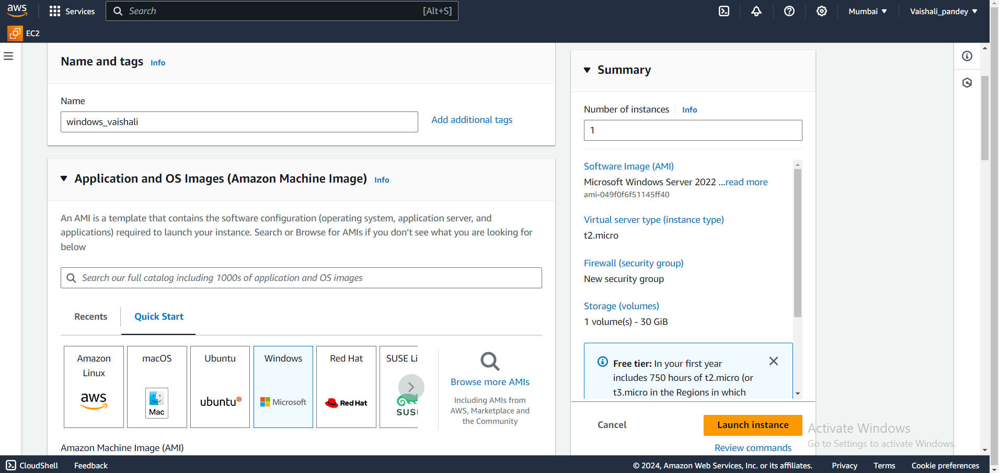 aws
Services
Search
[Alt+S]
Mumbai ▼
Vaishali_pandey ▼
EC2
Name and tags Info
Name
windows_vaishali
Add additional tags
▼ Application and OS Images (Amazon Machine Image) Info
An AMI is a template that contains the software configuration (operating system, application server, and
applications) required to launch your instance. Search or Browse for AMIs if you don’t see what you are looking for
below
Search our full catalog including 1000s of application and OS images
Recents
Quick Start
Amazon
Linux
aws
macOS
Mac
Ubuntu
ubuntu
Windows
Microsoft
Red Hat
Red Hat
SUSE Li
SUS
Browse more AMIs
Including AMIs from
AWS, Marketplace and
the Community
Amazon Machine Image (AMI)
▼ Summary
Number of instances Info
1
Software Image (AMI)
Microsoft Windows Server 2022 ...read more
ami-049f0f6f51145ff40
Virtual server type (instance type)
t2.micro
Firewall (security group)
New security group
Storage (volumes)
1 volume(s) - 30 GiB
Free tier: In your first year
includes 750 hours of t2.micro (or
t3.micro in the Regions in which
Cancel
Launch instance
Review commands
Activate Windows
Go to Settings to activate Windows.
CloudShell
Feedback
© 2024, Amazon Web Services, Inc. or its affiliates.
Privacy
Terms
Cookie preferences